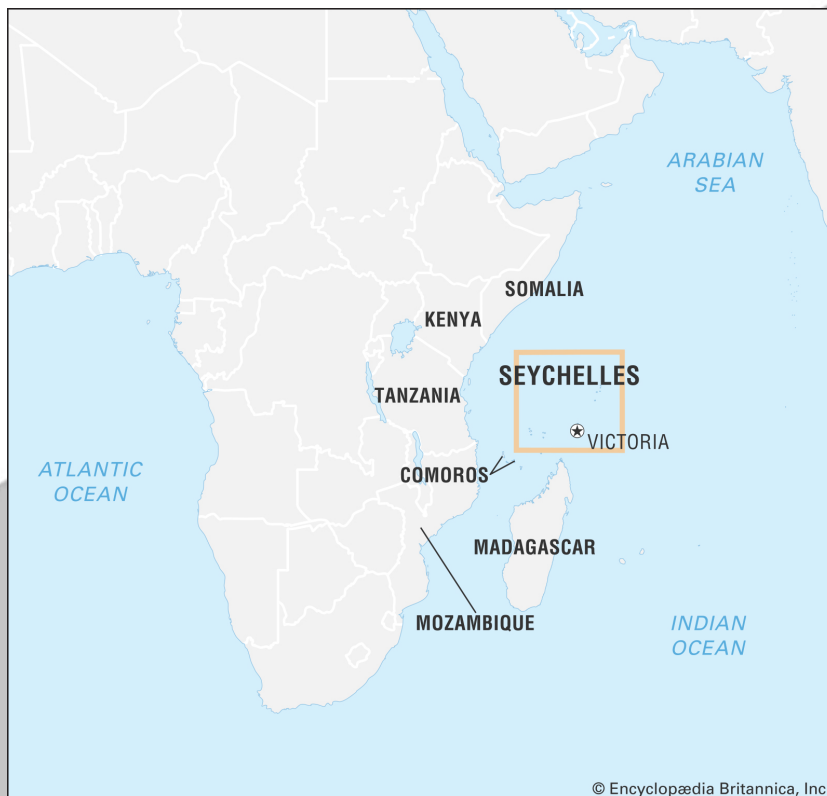 ARABIAN
SEA
SOMALIA
KENYA
SEYCHELLES
TANZANIA
VICTORIA
ATLANTIC
OCEAN
COMOROS
MADAGASCAR
MOZAMBIQUE
INDIAN
OCEAN
© Encyclopædia Britannica, Inc